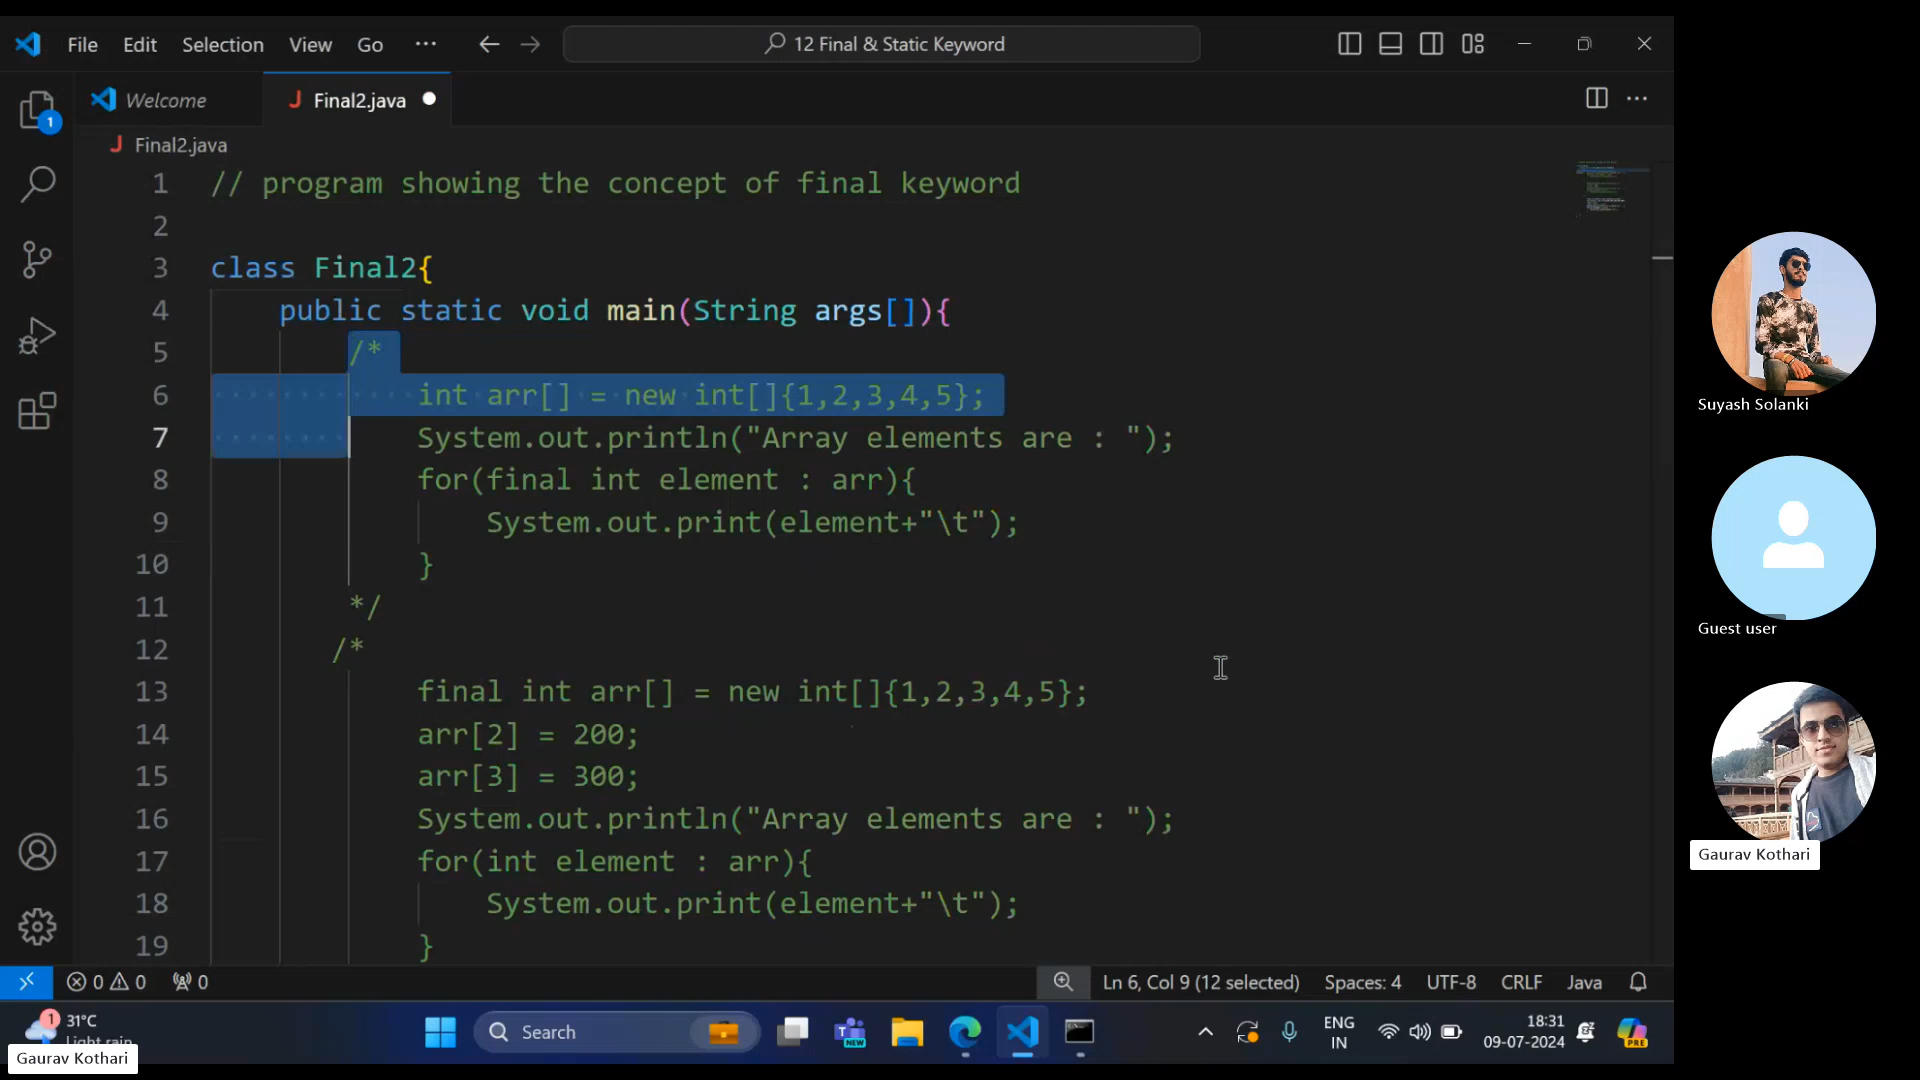 File Edit Selection View Go ··· 12 Final & Static Keyword
Welcome Final2.java
1
Final2.java
1 // program showing the concept of final keyword
2
3 class Final2{
4 public static void main(String args[]){
5 /*
6 int arr[] = new int[]{1,2,3,4,5};
7 System.out.println("Array elements are : ");
8 for(final int element : arr){
9 System.out.print(element+"\t");
10 }
11 */
12 /*
13 final int arr[] = new int[]{1,2,3,4,5};
14 arr[2] = 200;
15 arr[3] = 300;
16 System.out.println("Array elements are : ");
17 for(int element : arr){
18 System.out.print(element+"\t");
19 }
0 0 0 Ln 6, Col 9 (12 selected) Spaces: 4 UTF-8 CRLF Java
1 31°C
Light rain
Search
NEW
ENG
IN
18:31
09-07-2024
PRE
Gaurav Kothari
Suyash Solanki
Guest user
Gaurav Kothari